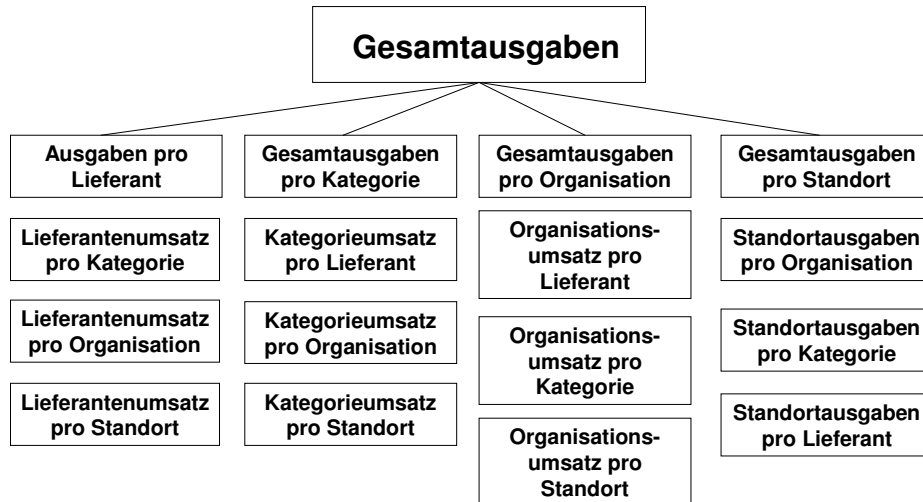 Gesamtausgaben
Ausgaben pro
Lieferant
Lieferantenumsatz
pro Kategorie
Lieferantenumsatz
pro Organisation
Lieferantenumsatz
pro Standort
Gesamtausgaben
pro Kategorie
Kategorieumsatz
pro Lieferant
Kategorieumsatz
pro Organisation
Kategorieumsatz
pro Standort
Gesamtausgaben
pro Organisation
Organisations-
umsatz pro
Lieferant
Organisations-
umsatz pro
Kategorie
Organisations-
umsatz pro
Standort
Gesamtausgaben
pro Standort
Standortausgaben
pro Organisation
Standortausgaben
pro Kategorie
Standortausgaben
pro Lieferant